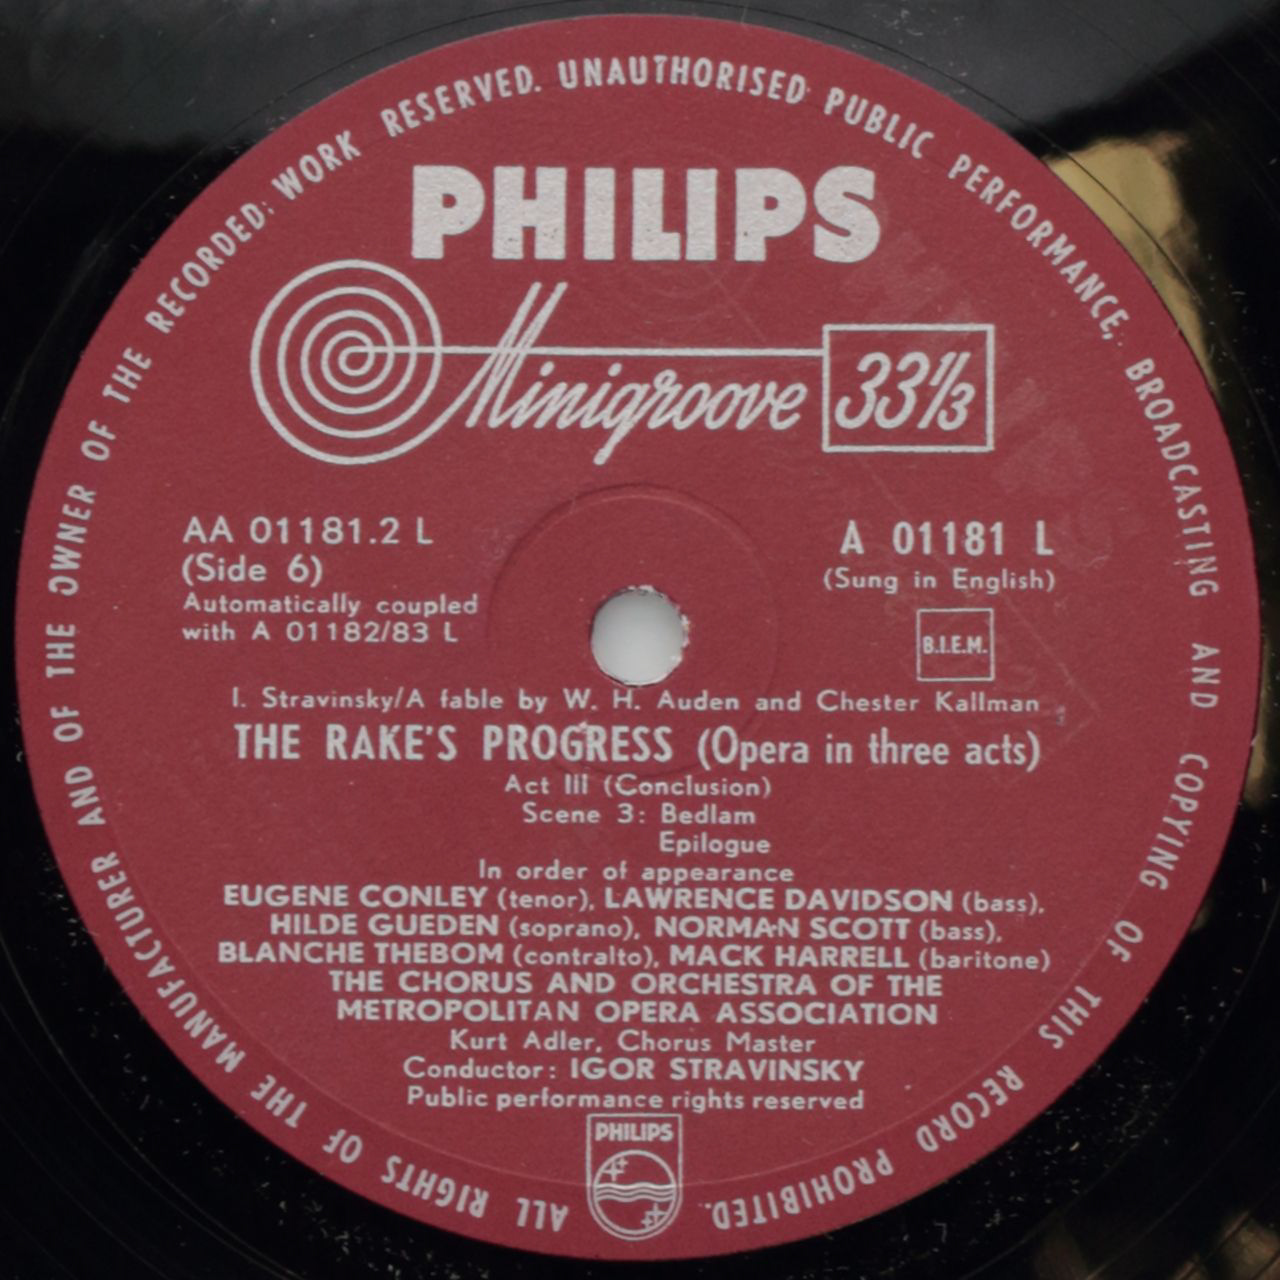 ALL RIGHTS OF THE MANUFACTURER AND OF THE OWNER OF THE RECORDED WORK RESERVED. UNAUTHORISED PUBLIC PERFORMANCE, BROADCASTING AND COPYING OF THIS RECORD PROHIBITED.
PHILIPS
Minigroove 33⅓
AA 01181.2 L
(Side 6)
Automatically coupled
with A 01182/83 L
A 01181 L
(Sung in English)
B.I.E.M.
I. Stravinsky/A fable by W. H. Auden and Chester Kallman
THE RAKE'S PROGRESS (Opera in three acts)
Act III (Conclusion)
Scene 3: Bedlam
Epilogue
In order of appearance
EUGENE CONLEY (tenor), LAWRENCE DAVIDSON (bass),
HILDE GUEDEN (soprano), NORMAN SCOTT (bass),
BLANCHE THEBOM (contralto), MACK HARRELL (baritone)
THE CHORUS AND ORCHESTRA OF THE
METROPOLITAN OPERA ASSOCIATION
Kurt Adler, Chorus Master
Conductor: IGOR STRAVINSKY
Public performance rights reserved
PHILIPS